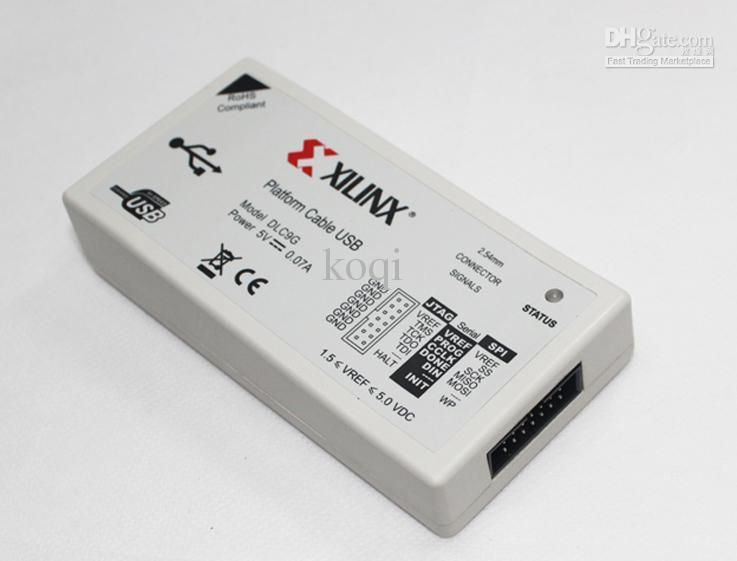 DHgate.com
Fast Trading Marketplace
RoHS
Compliant
XILINX®
Platform Cable USB
Model DLC9G
Power 5V 0.07A
USB
CE
koqi
2.54mm
CONNECTOR
SIGNALS
STATUS
JTAG Serial SPI
GND VREF VREF VREF
GND TMS PROG SS
GND TCK CCLK SCK
GND TDO DONE MISO
GND TDI DIN MOSI
GND --- --- ---
GND HALT INIT WP
1.5 ⩽ VREF ⩽ 5.0 VDC